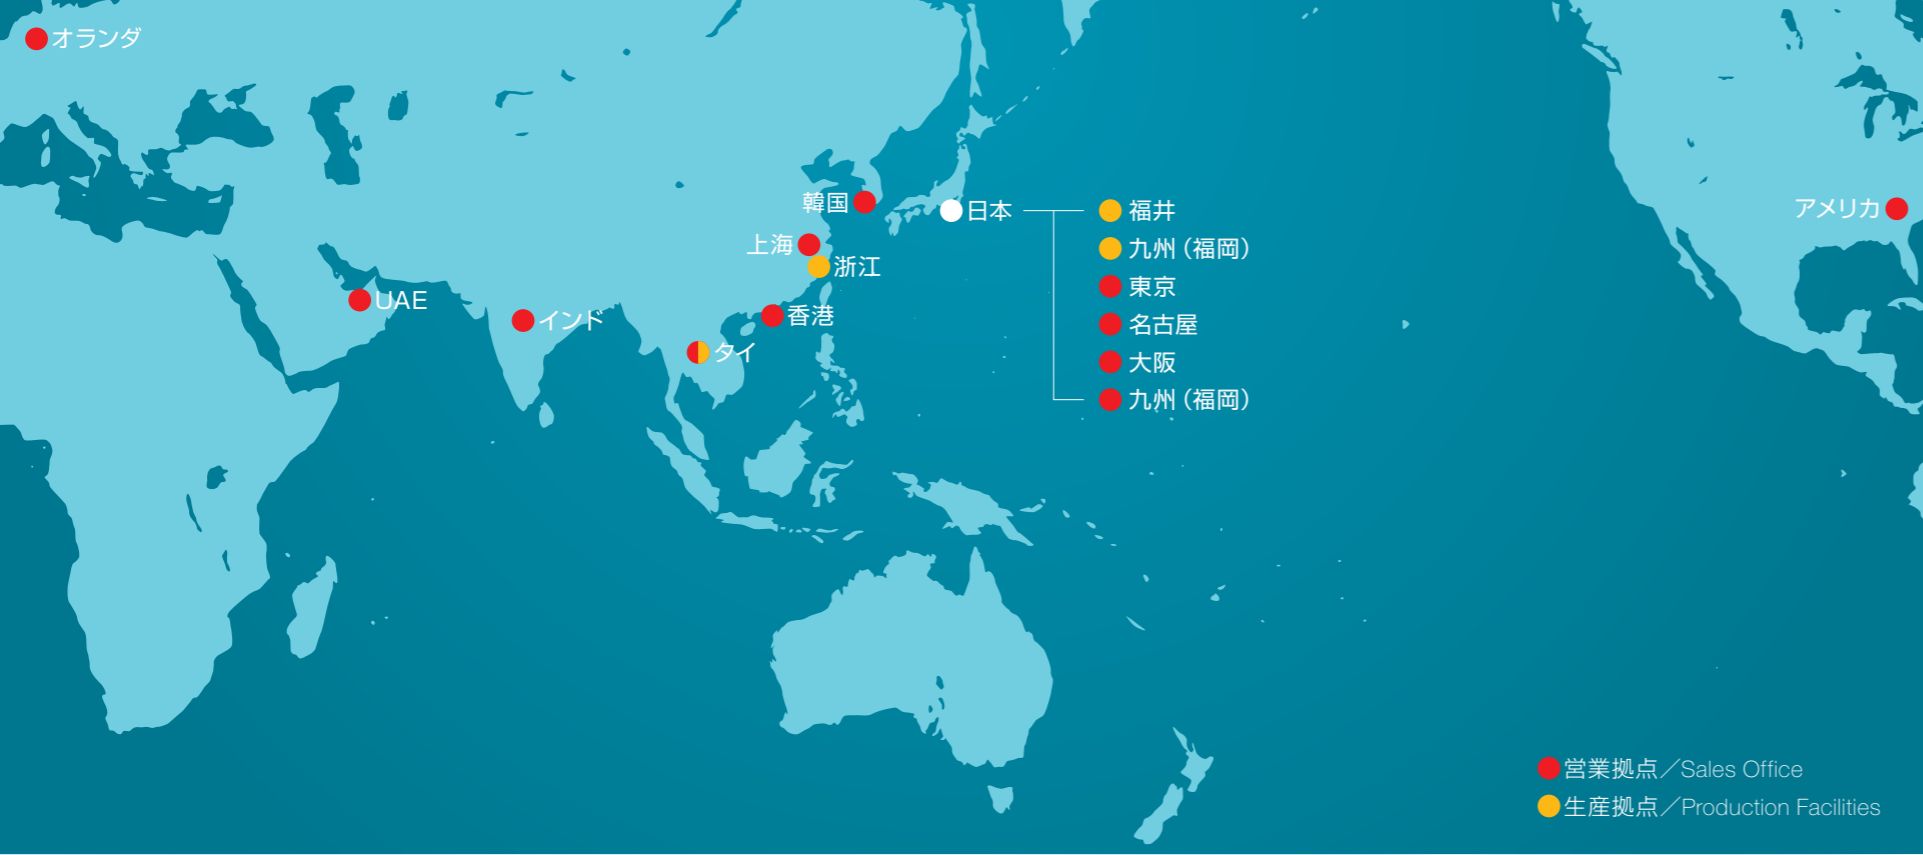 オランダ
韓国
日本
福井
アメリカ
上海
九州（福岡）
浙江
東京
UAE
香港
インド
名古屋
タイ
大阪
九州（福岡）
営業拠点／Sales Office
生産拠点／Production Facilities